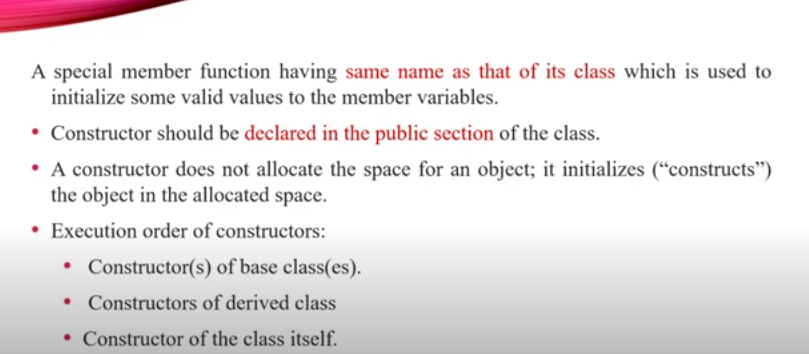 A special member function having same name as that of its class which is used to
initialize some valid values to the member variables.
• Constructor should be declared in the public section of the class.
• A constructor does not allocate the space for an object; it initializes (“constructs”)
the object in the allocated space.
• Execution order of constructors:
• Constructor(s) of base class(es).
• Constructors of derived class
• Constructor of the class itself.